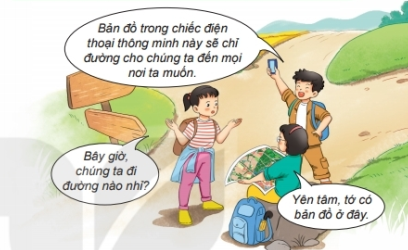 Bản đồ trong chiếc điện
thoại thông minh này sẽ chỉ
đường cho chúng ta đến mọi
nơi ta muốn.
Bây giờ,
chúng ta đi
đường nào nhỉ?
Yên tâm, tớ có
bản đồ ở đây.